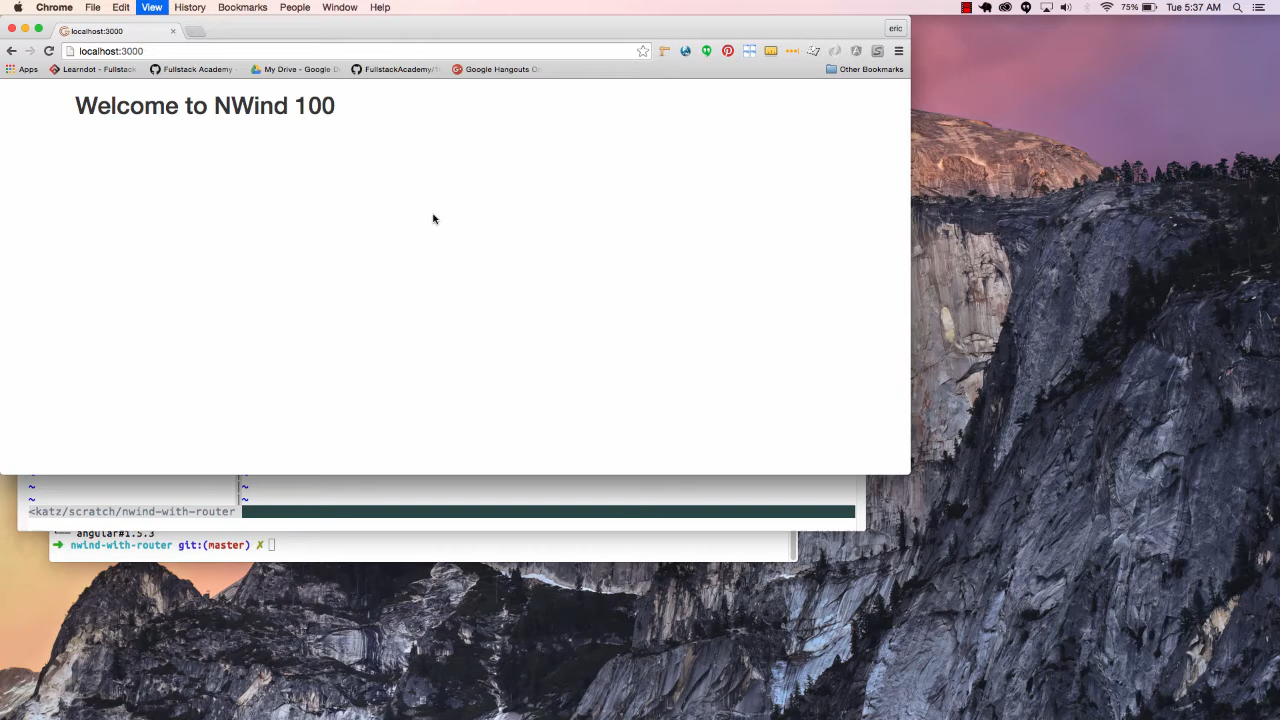 Chrome File Edit View History Bookmarks People Window Help 75% Tue 5:37 AM
localhost:3000 eric
localhost:3000
Apps Learndot - Fullstack Fullstack Academy - My Drive - Google D FullstackAcademy/1 Google Hangouts On Other Bookmarks
Welcome to NWind 100
~ ~
~ ~
<katz/scratch/nwind-with-router
angular#1.5.3
➜ nwind-with-router git:(master) ✗